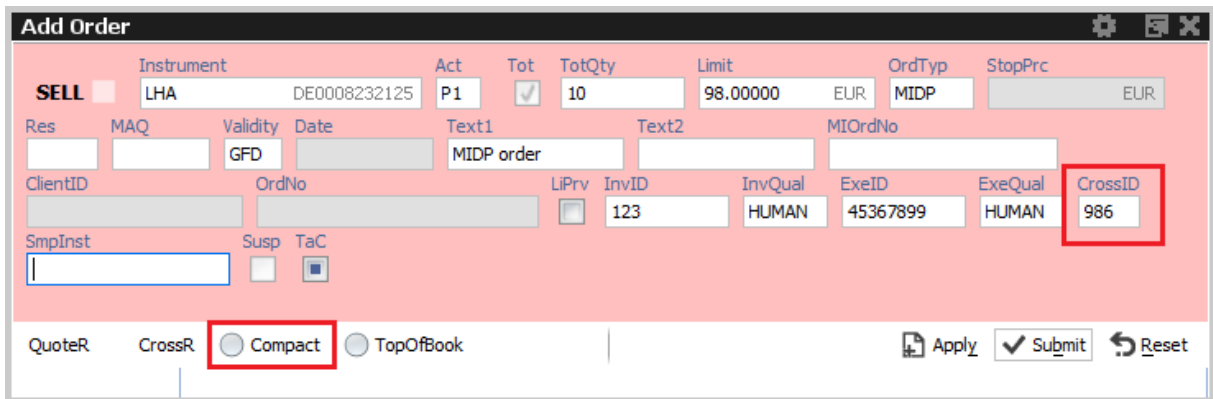 Add Order
Instrument Act Tot TotQty Limit OrdTyp StopPrc
SELL LHA DE0008232125 P1 10 98.00000 EUR MIDP EUR
Res MAQ Validity Date Text1 Text2 MIOrdNo
GFD MIDP order
ClientID OrdNo LiPrv InvID InvQual ExeID ExeQual CrossID
123 HUMAN 45367899 HUMAN 986
SmpInst Susp TaC
QuoteR CrossR Compact TopOfBook Apply Submit Reset